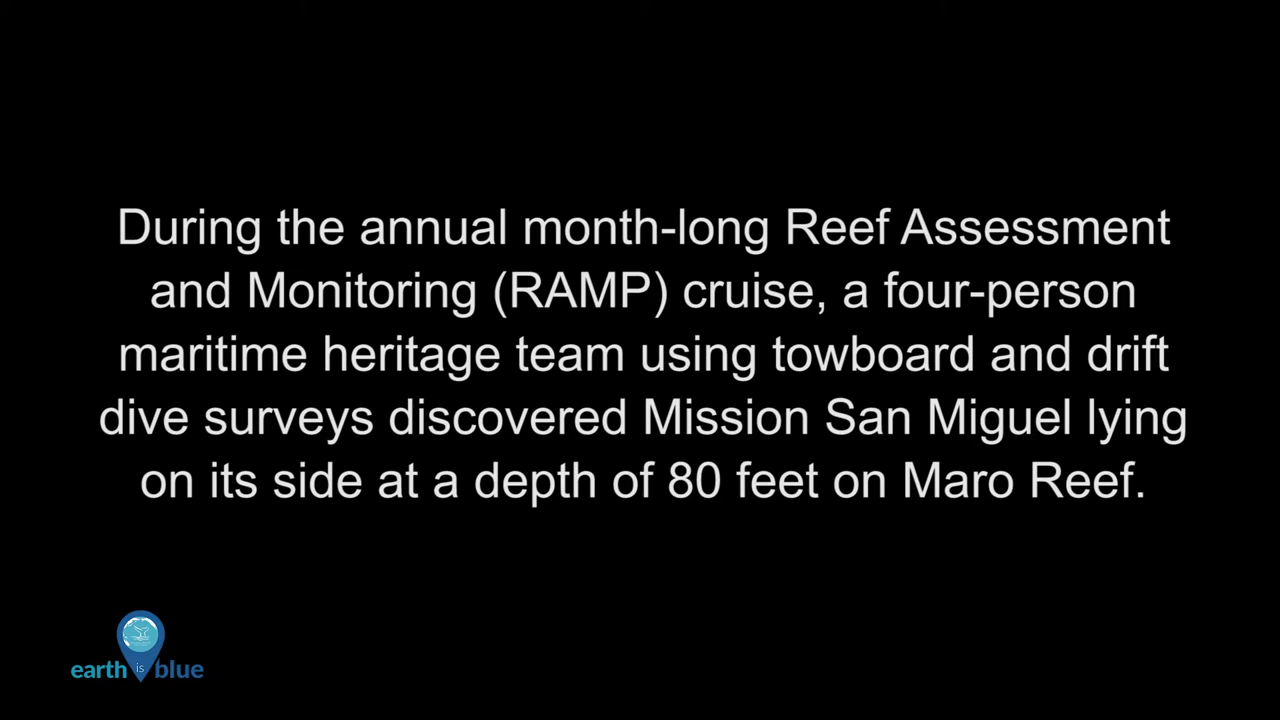 During the annual month-long Reef Assessment
and Monitoring (RAMP) cruise, a four-person
maritime heritage team using towboard and drift
dive surveys discovered Mission San Miguel lying
on its side at a depth of 80 feet on Maro Reef.
earth is blue